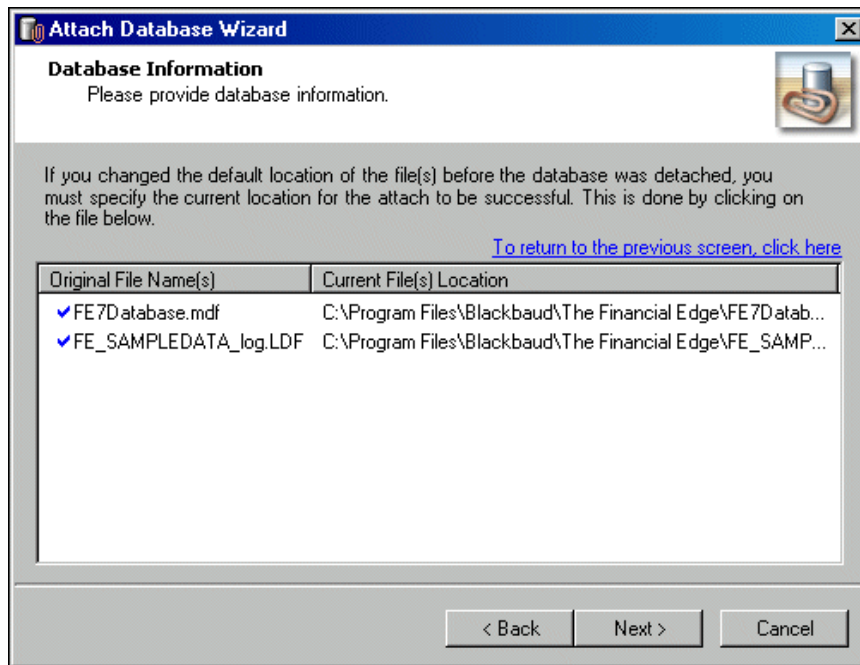 Attach Database Wizard
Database Information
Please provide database information.
If you changed the default location of the file(s) before the database was detached, you
must specify the current location for the attach to be successful. This is done by clicking on
the file below.
To return to the previous screen, click here
Original File Name(s) Current File(s) Location
FE7Database.mdf C:\Program Files\Blackbaud\The Financial Edge\FE7Datab...
FE_SAMPLEDATA_log.LDF C:\Program Files\Blackbaud\The Financial Edge\FE_SAMP...
< Back Next > Cancel